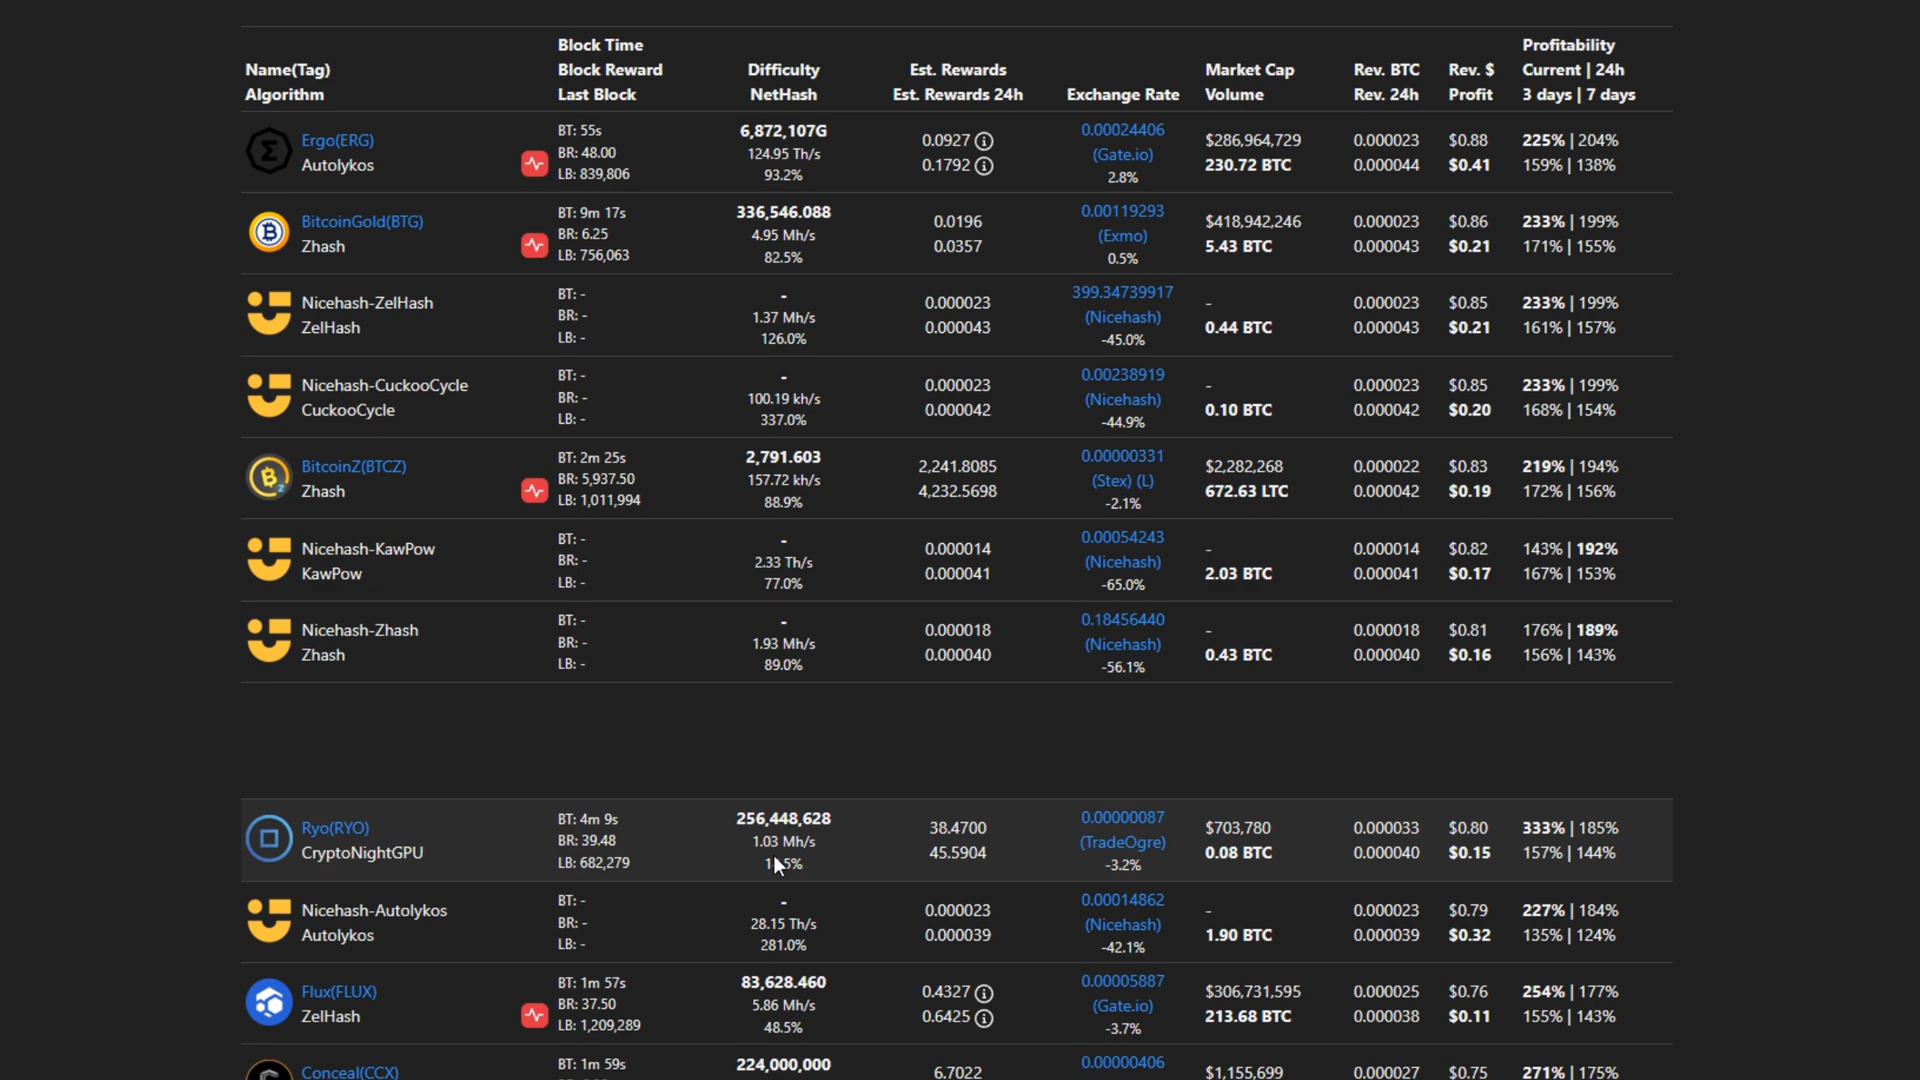 Name(Tag)
Algorithm
Block Time
Block Reward
Last Block
Difficulty
NetHash
Est. Rewards
Est. Rewards 24h
Exchange Rate
Market Cap
Volume
Rev. BTC
Rev. 24h
Rev. $
Profit
Profitability
Current | 24h
3 days | 7 days
Ergo(ERG)
Autolykos
BT: 55s
BR: 48.00
LB: 839,806
6,872,107G
124.95 Th/s
93.2%
0.0927
0.1792
0.00024406
(Gate.io)
2.8%
$286,964,729
230.72 BTC
0.000023
0.000044
$0.88
$0.41
225% | 204%
159% | 138%
BitcoinGold(BTG)
Zhash
BT: 9m 17s
BR: 6.25
LB: 756,063
336,546.088
4.95 Mh/s
82.5%
0.0196
0.0357
0.00119293
(Exmo)
0.5%
$418,942,246
5.43 BTC
0.000023
0.000043
$0.86
$0.21
233% | 199%
171% | 155%
Nicehash-ZelHash
ZelHash
BT: -
BR: -
LB: -
-
1.37 Mh/s
126.0%
0.000023
0.000043
399.34739917
(Nicehash)
-45.0%
-
0.44 BTC
0.000023
0.000043
$0.85
$0.21
233% | 199%
161% | 157%
Nicehash-CuckooCycle
CuckooCycle
BT: -
BR: -
LB: -
-
100.19 kh/s
337.0%
0.000023
0.000042
0.00238919
(Nicehash)
-44.9%
-
0.10 BTC
0.000023
0.000042
$0.85
$0.20
233% | 199%
168% | 154%
BitcoinZ(BTCZ)
Zhash
BT: 2m 25s
BR: 5,937.50
LB: 1,011,994
2,791.603
157.72 kh/s
88.9%
2,241.8085
4,232.5698
0.00000331
(Stex) (L)
-2.1%
$2,282,268
672.63 LTC
0.000022
0.000042
$0.83
$0.19
219% | 194%
172% | 156%
Nicehash-KawPow
KawPow
BT: -
BR: -
LB: -
-
2.33 Th/s
77.0%
0.000014
0.000041
0.00054243
(Nicehash)
-65.0%
-
2.03 BTC
0.000014
0.000041
$0.82
$0.17
143% | 192%
167% | 153%
Nicehash-Zhash
Zhash
BT: -
BR: -
LB: -
-
1.93 Mh/s
89.0%
0.000018
0.000040
0.18456440
(Nicehash)
-56.1%
-
0.43 BTC
0.000018
0.000040
$0.81
$0.16
176% | 189%
156% | 143%
Ryo(RYO)
CryptoNightGPU
BT: 4m 9s
BR: 39.48
LB: 682,279
256,448,628
1.03 Mh/s
38.4700
45.5904
0.00000087
(TradeOgre)
-3.2%
$703,780
0.08 BTC
0.000033
0.000040
$0.80
$0.15
333% | 185%
157% | 144%
Nicehash-Autolykos
Autolykos
BT: -
BR: -
LB: -
-
28.15 Th/s
281.0%
0.000023
0.000039
0.00014862
(Nicehash)
-42.1%
-
1.90 BTC
0.000023
0.000039
$0.79
$0.32
227% | 184%
135% | 124%
Flux(FLUX)
ZelHash
BT: 1m 57s
BR: 37.50
LB: 1,209,289
83,628.460
5.86 Mh/s
48.5%
0.4327
0.6425
0.00005887
(Gate.io)
-3.7%
$306,731,595
213.68 BTC
0.000025
0.000038
$0.76
$0.11
254% | 177%
155% | 143%
Conceal(CCX)
BT: 1m 59s
224,000,000
6.7022
0.00000406
$1,155,699
0.000027
$0.75
271% | 175%